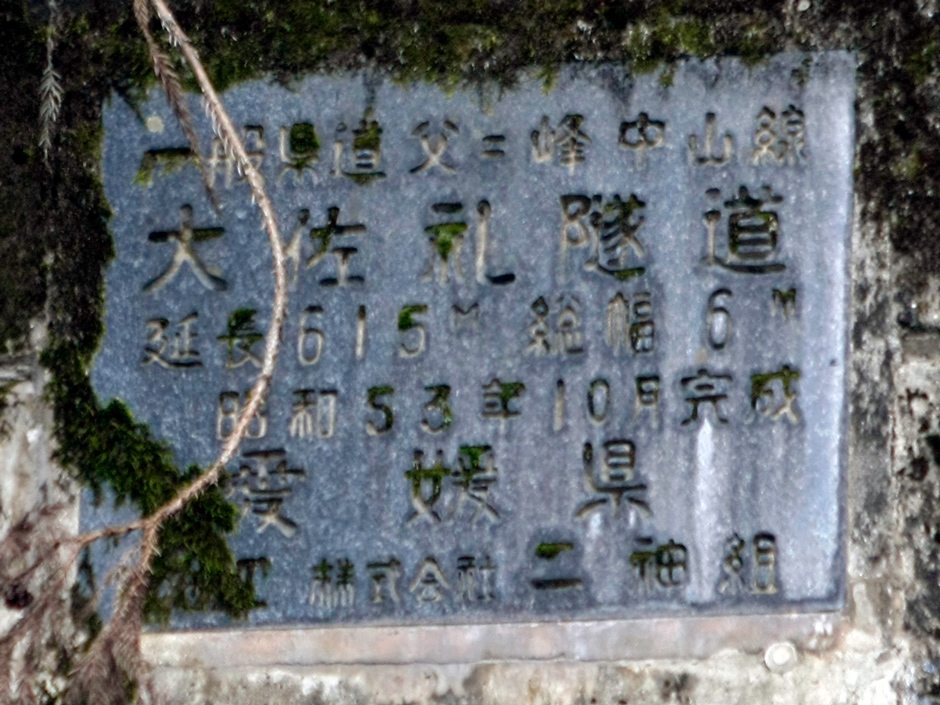 一般県道父二峰中山線
大佐礼隧道
延長615M 総幅6M
昭和53年10月完成
愛媛県
工 株式会社二神組